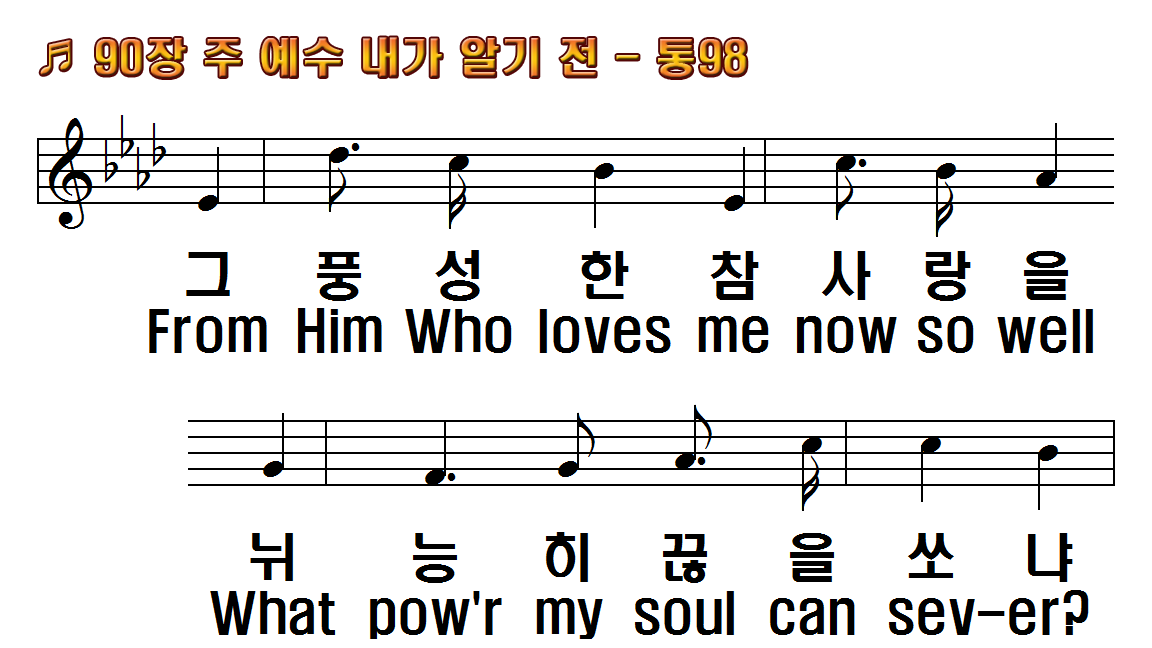 90장 주 예수 내가 알기 전 - 통98
그 풍 성 한 참 사 랑 을
From Him Who loves me now so well
뉘 능 히 끊 을 쏘 냐
What pow'r my soul can sev-er?